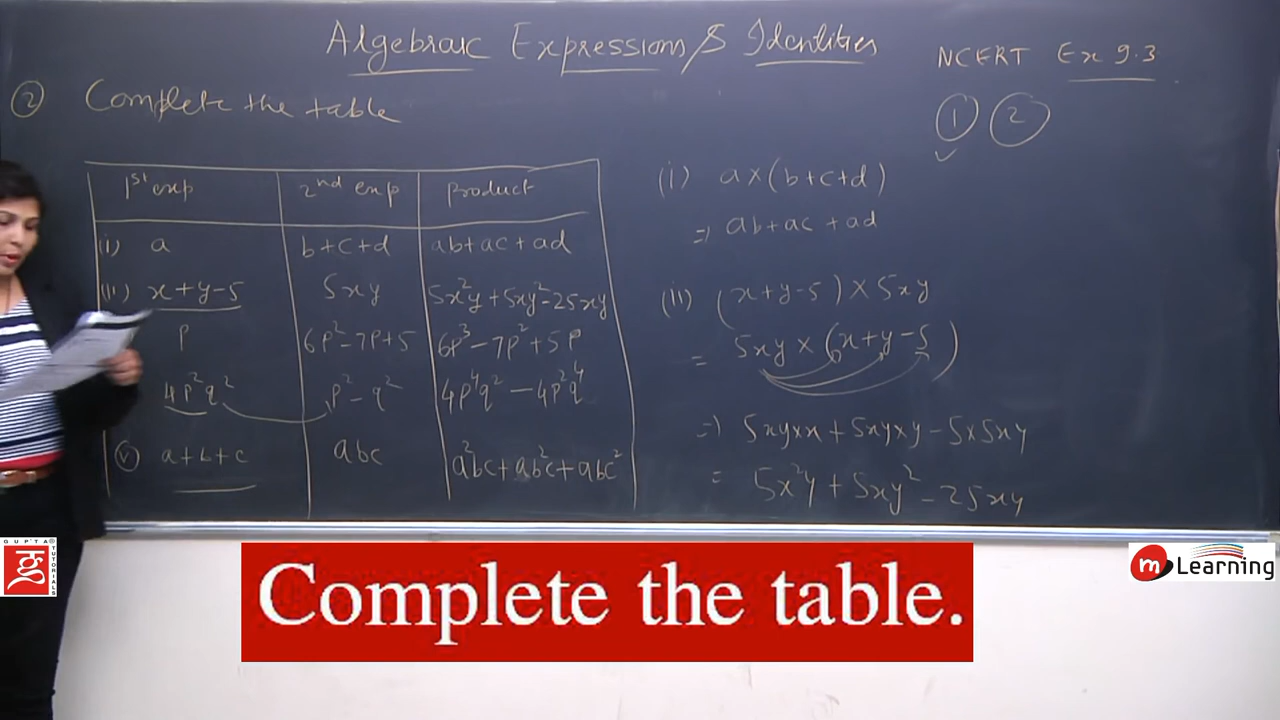 Algebraic Expressions & Identities
NCERT Ex 9.3
② Complete the table
① ②
✓
1st exp 2nd exp Product
(i) a b+c+d ab+ac+ad
(ii) x+y-5 5xy 5x²y+5xy²-25xy
p 6p²-7p+5 6p³-7p²+5p
4p²q² p²-q² 4p⁴q²-4p²q⁴
(v) a+b+c abc a²bc+ab²c+abc²
(i) a×(b+c+d)
⇒ ab+ac+ad
(ii) (x+y-5)×5xy
= 5xy×(x+y-5)
⇒ 5xy×x+5xy×y-5×5xy
= 5x²y+5xy²-25xy
GUPTA®
TUTORIALS
ग
m Learning
Complete the table.